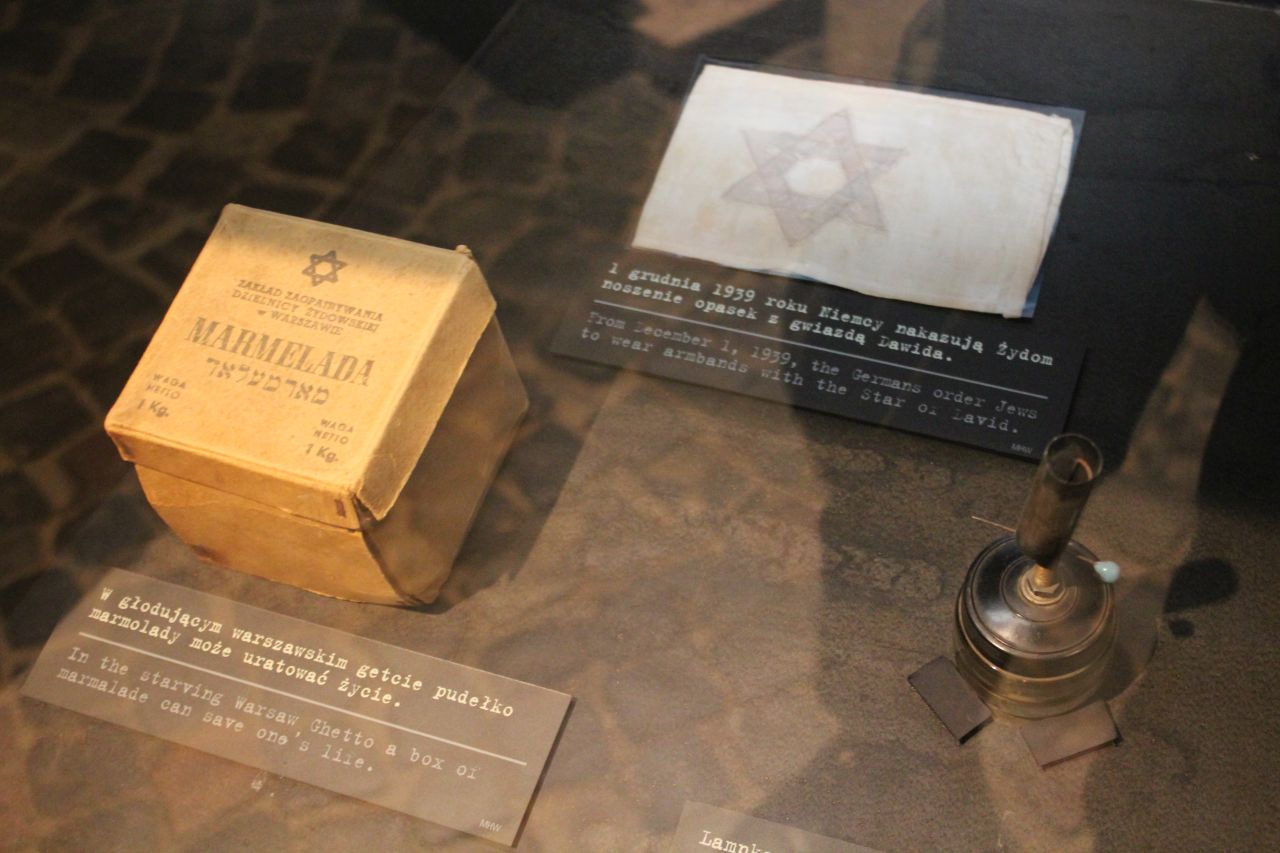 ZAKŁAD ZAOPATRYWANIA
DZIELNICY ŻYDOWSKIEJ
w WARSZAWIE
MARMELADA
מארמעלאד
WAGA
NETTO
1 Kg.
WAGA
NETTO
1 Kg.
1 grudnia 1939 roku Niemcy nakazują Żydom
noszenie opasek z gwiazdą Dawida.
From December 1, 1939, the Germans order Jews
to wear armbands with the Star of David.
MHW
W głodującym warszawskim getcie pudełko
marmolady może uratować życie.
In the starving Warsaw, Ghetto a box of
marmalade can save one's life.
MHW